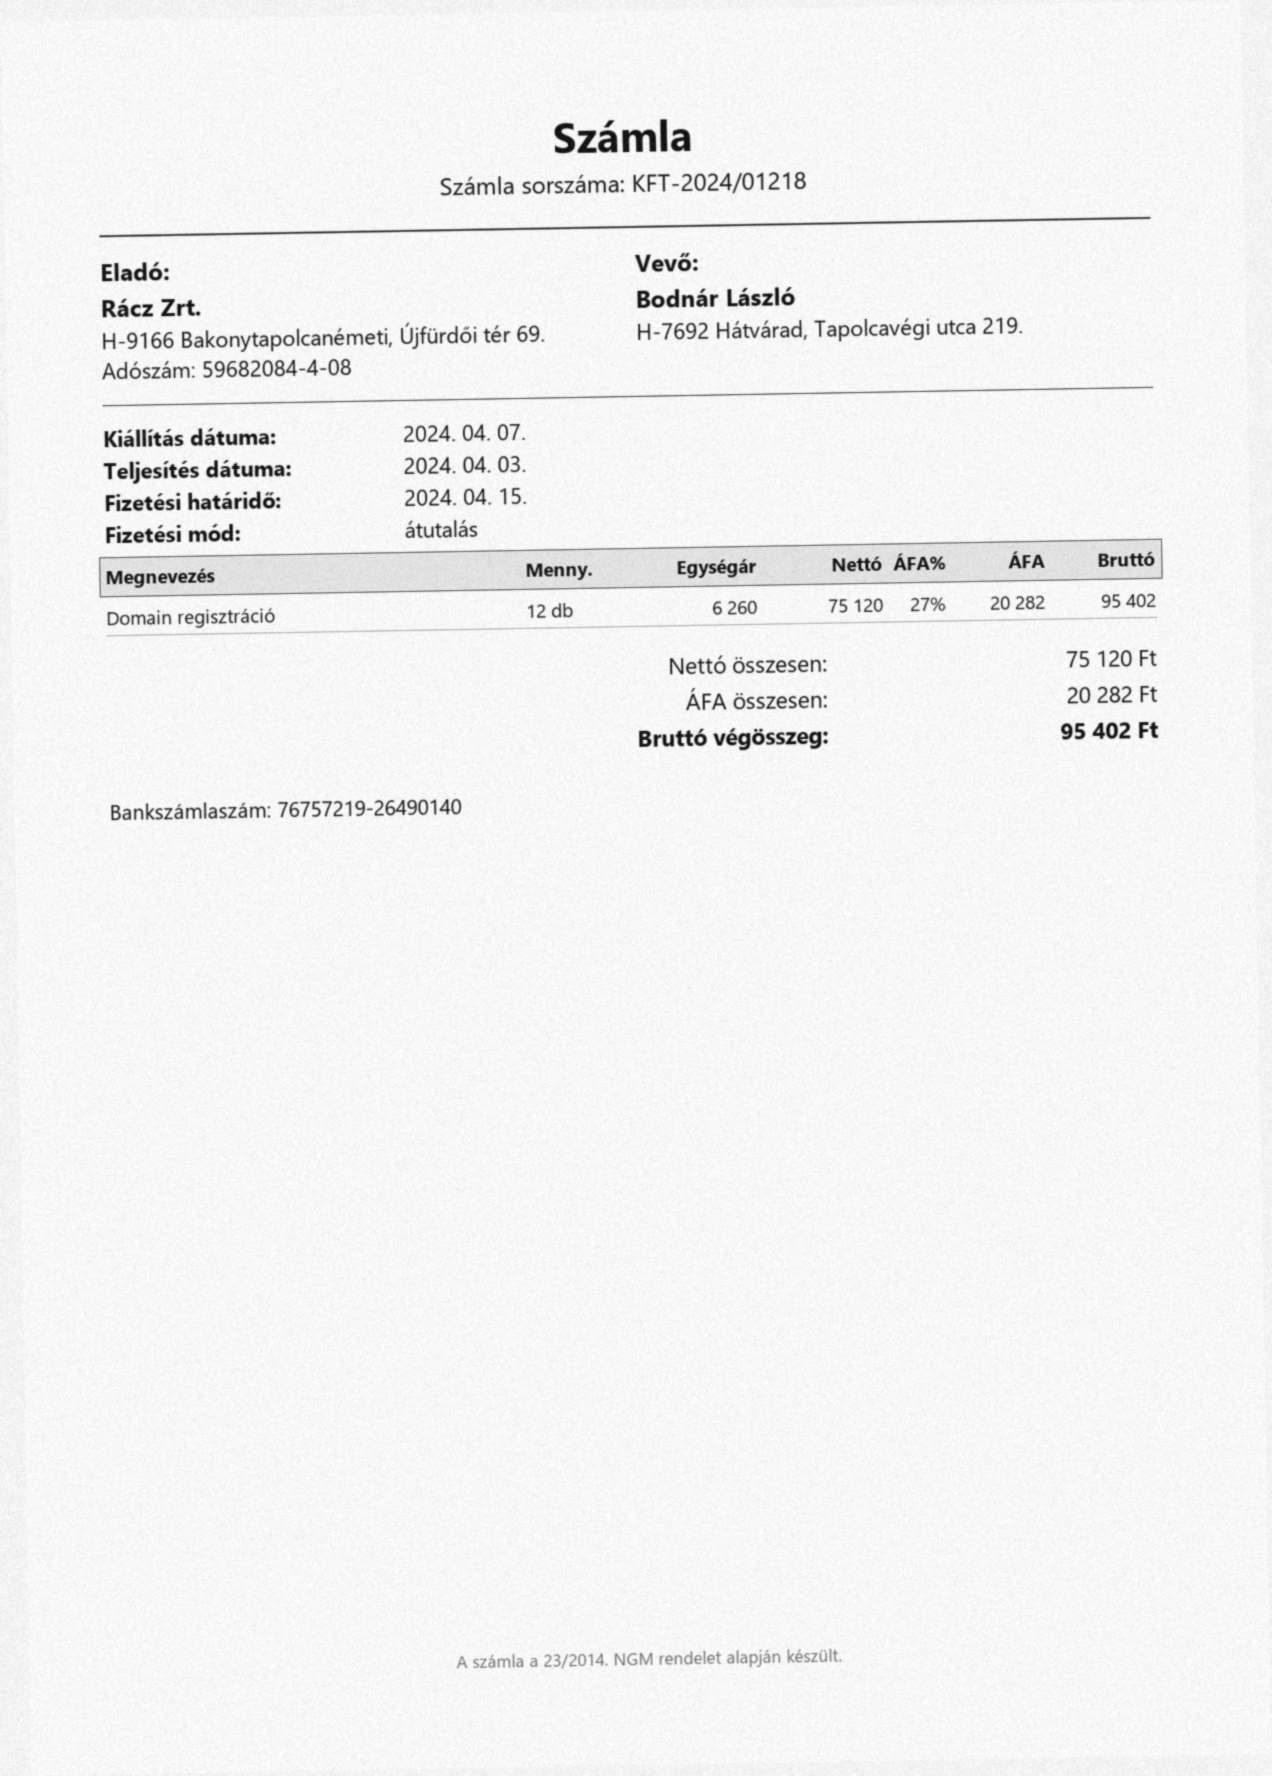 Számla
Számla sorszáma: KFT-2024/01218
Eladó:
Rácz Zrt.
H-9166 Bakonytapolcanémeti, Újfürdői tér 69.
Adószám: 59682084-4-08
Vevő:
Bodnár László
H-7692 Hátvárad, Tapolcavégi utca 219.
Kiállítás dátuma: 2024. 04. 07.
Teljesítés dátuma: 2024. 04. 03.
Fizetési határidő: 2024. 04. 15.
Fizetési mód: átutalás
Megnevezés Menny. Egységár Nettó ÁFA% ÁFA Bruttó
Domain regisztráció 12 db 6 260 75 120 27% 20 282 95 402
Nettó összesen: 75 120 Ft
ÁFA összesen: 20 282 Ft
Bruttó végösszeg: 95 402 Ft
Bankszámlaszám: 76757219-26490140
A számla a 23/2014. NGM rendelet alapján készült.